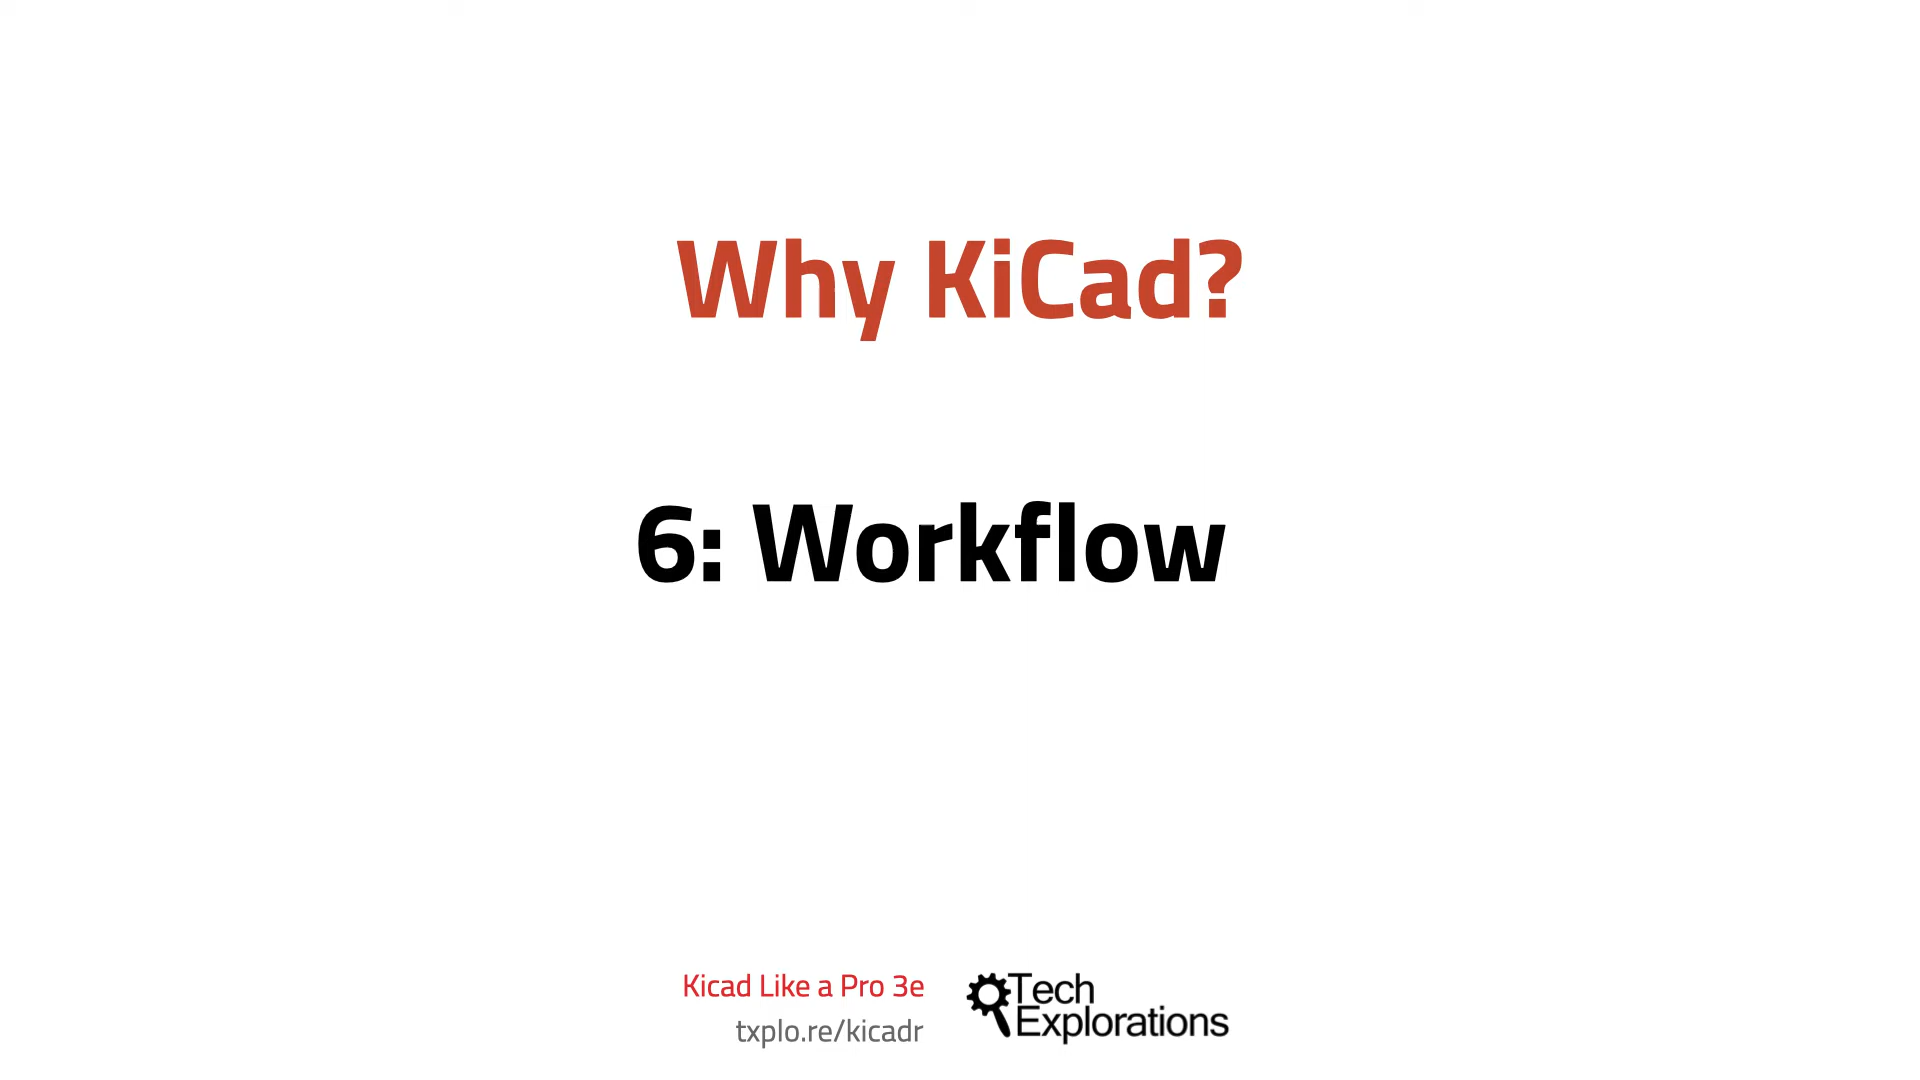 Why KiCad?
6: Workflow
Kicad Like a Pro 3e
txplo.re/kicadr
Tech
Explorations